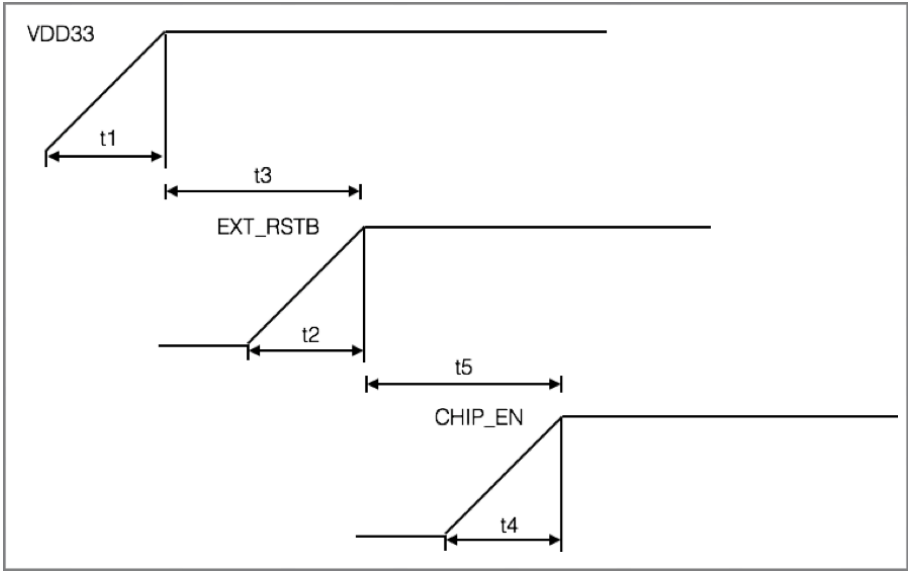 VDD33
t1
t3
EXT_RSTB
t2
t5
CHIP_EN
t4